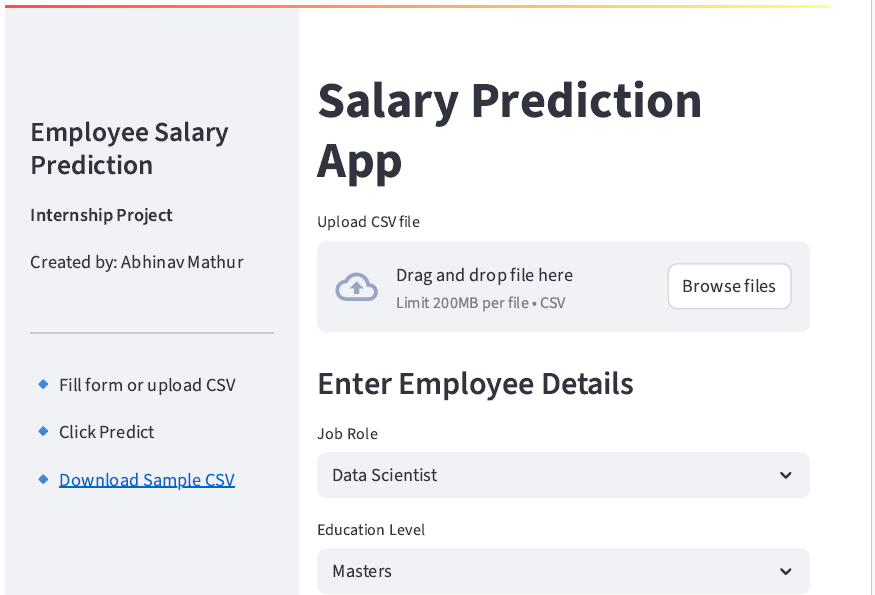 Employee Salary
Prediction
Internship Project
Created by: Abhinav Mathur
Fill form or upload CSV
Click Predict
Download Sample CSV
Salary Prediction
App
Upload CSV file
Drag and drop file here
Limit 200MB per file • CSV
Browse files
Enter Employee Details
Job Role
Data Scientist
Education Level
Masters